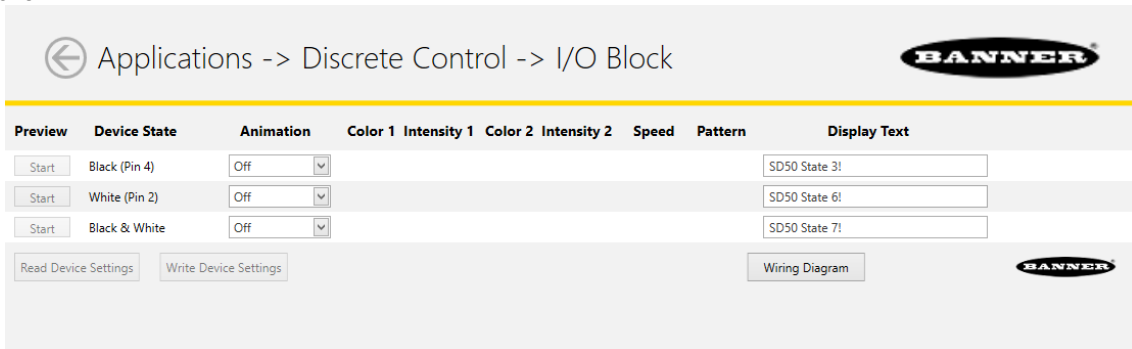 Applications -> Discrete Control -> I/O Block
BANNER
Preview Device State Animation Color 1 Intensity 1 Color 2 Intensity 2 Speed Pattern Display Text
Start Black (Pin 4) Off SD50 State 3!
Start White (Pin 2) Off SD50 State 6!
Start Black & White Off SD50 State 7!
Read Device Settings Write Device Settings Wiring Diagram BANNER